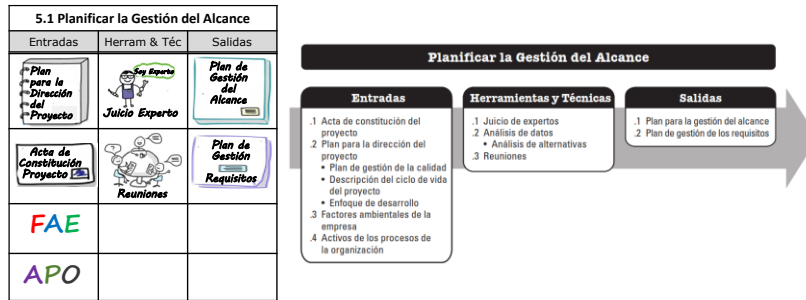 5.1 Planificar la Gestión del Alcance
Entradas Herram & Téc Salidas
Plan
para la
Dirección
del
Proyecto
Soy Experto
Juicio Experto
Plan de
Gestión
del
Alcance
Acta de
Constitución
Proyecto
Reuniones
Plan de
Gestión
Requisitos
FAE
APO
Planificar la Gestión del Alcance
Entradas
.1 Acta de constitución del
proyecto
.2 Plan para la dirección del
proyecto
• Plan de gestión de la calidad
• Descripción del ciclo de vida
del proyecto
• Enfoque de desarrollo
.3 Factores ambientales de la
empresa
.4 Activos de los procesos de
la organización
Herramientas y Técnicas
.1 Juicio de expertos
.2 Análisis de datos
• Análisis de alternativas
.3 Reuniones
Salidas
.1 Plan para la gestión del alcance
.2 Plan de gestión de los requisitos